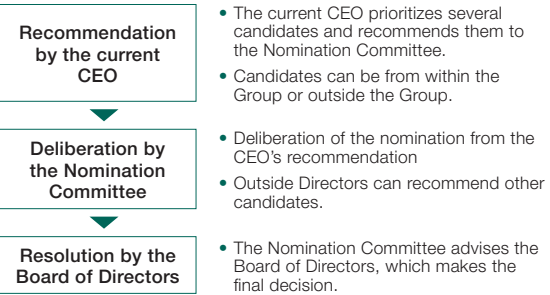 Recommendation
by the current
CEO
• The current CEO prioritizes several
candidates and recommends them to
the Nomination Committee.
• Candidates can be from within the
Group or outside the Group.
Deliberation by
the Nomination
Committee
• Deliberation of the nomination from the
CEO's recommendation
• Outside Directors can recommend other
candidates.
Resolution by the
Board of Directors
• The Nomination Committee advises the
Board of Directors, which makes the
final decision.